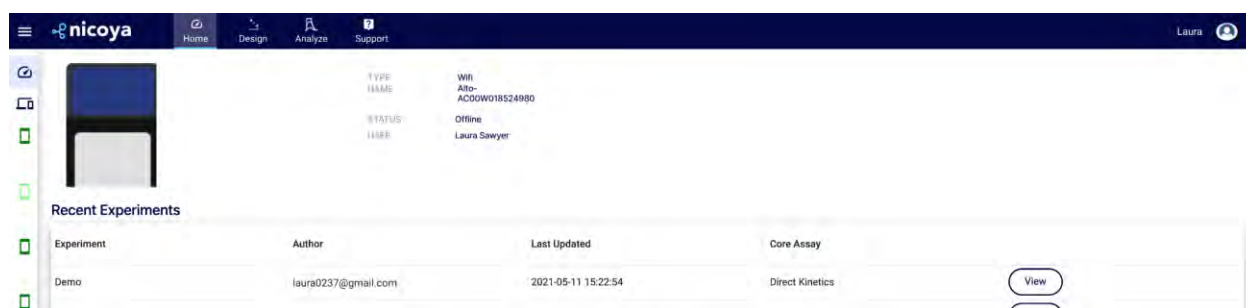 nicoya
Home
Design
Analyze
Support
Laura
TYPE Wifi
NAME Alto-
AC00W018524980
STATUS Offline
USER Laura Sawyer
Recent Experiments
Experiment Author Last Updated Core Assay
Demo laura0237@gmail.com 2021-05-11 15:22:54 Direct Kinetics View